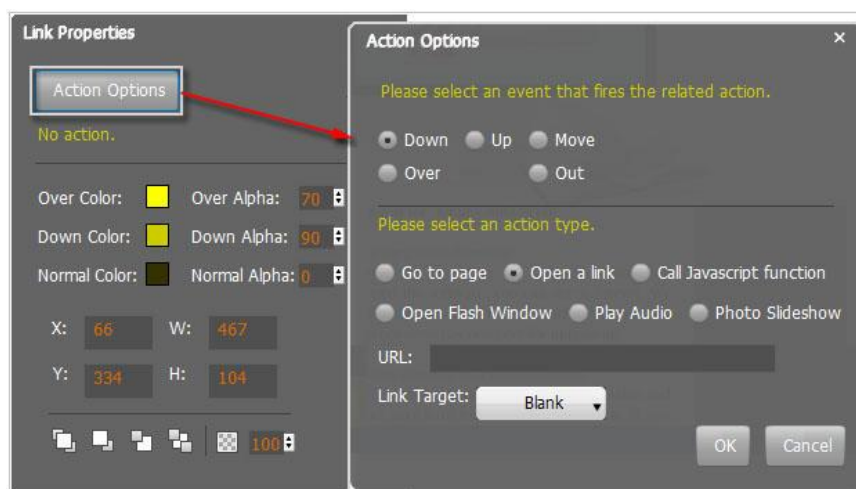 Link Properties
Action Options
No action.
Over Color: Over Alpha: 70
Down Color: Down Alpha: 90
Normal Color: Normal Alpha: 0
X: 66 W: 467
Y: 334 H: 104
100
Action Options
Please select an event that fires the related action.
Down Up Move
Over Out
Please select an action type.
Go to page Open a link Call Javascript function
Open Flash Window Play Audio Photo Slideshow
URL:
Link Target: Blank
OK Cancel